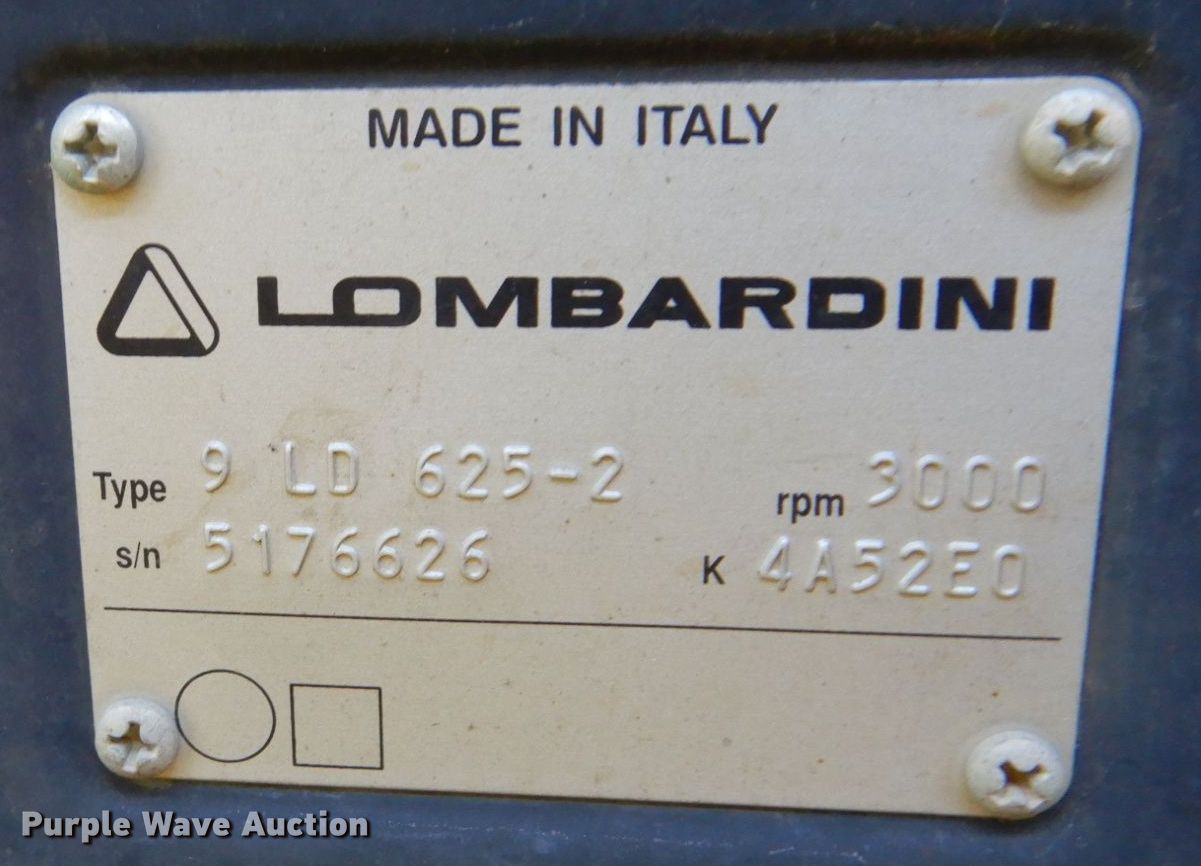 MADE IN ITALY
LOMBARDINI
Type 9 LD 625-2 rpm 3000
s/n 5176626 K 4A52E0
Purple Wave Auction